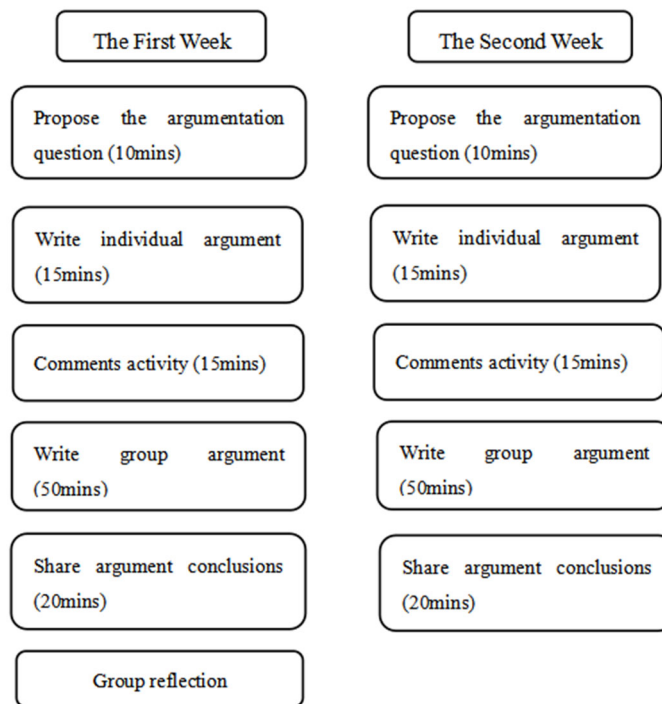 The First Week
Propose the argumentation
question (10mins)
Write individual argument
(15mins)
Comments activity (15mins)
Write group argument
(50mins)
Share argument conclusions
(20mins)
Group reflection
The Second Week
Propose the argumentation
question (10mins)
Write individual argument
(15mins)
Comments activity (15mins)
Write group argument
(50mins)
Share argument conclusions
(20mins)